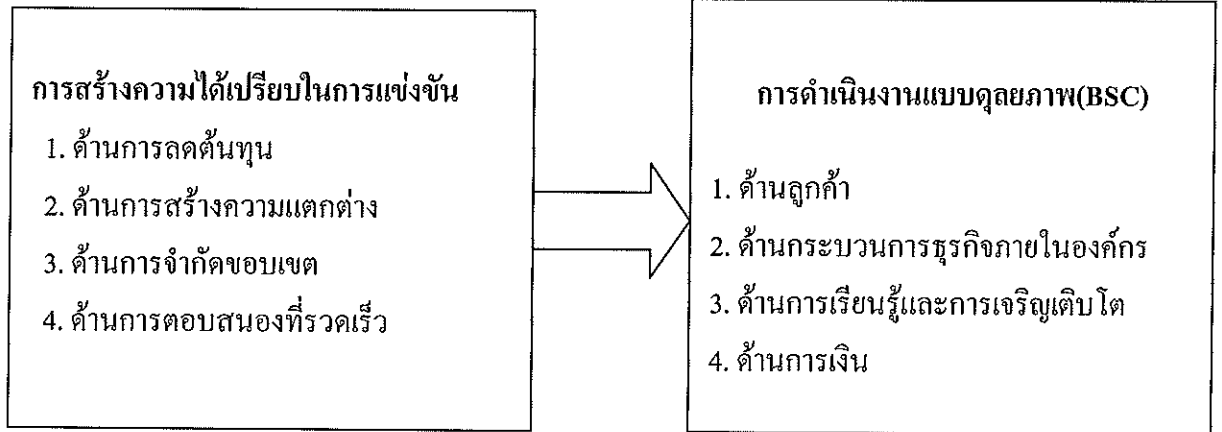 การสร้างความได้เปรียบในการแข่งขัน
1. ด้านการลดต้นทุน
2. ด้านการสร้างความแตกต่าง
3. ด้านการจำกัดขอบเขต
4. ด้านการตอบสนองที่รวดเร็ว
การดำเนินงานแบบดุลยภาพ(BSC)
1. ด้านลูกค้า
2. ด้านกระบวนการธุรกิจภายในองค์กร
3. ด้านการเรียนรู้และการเจริญเติบโต
4. ด้านการเงิน